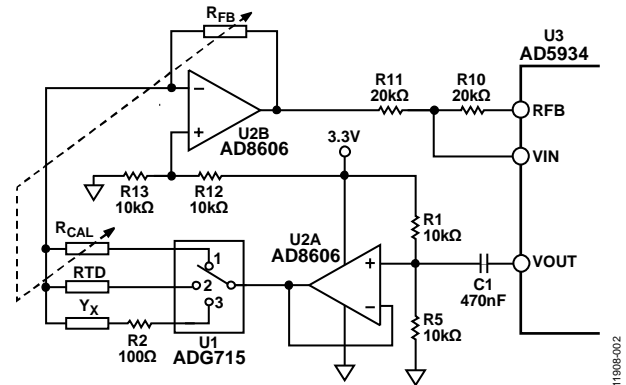 RFB
U3
AD5934
R11
20kΩ
R10
20kΩ
RFB
−
+
U2B
AD8606
VIN
3.3V
R13
10kΩ
R12
10kΩ
R1
10kΩ
RCAL
U2A
AD8606
1
+
VOUT
RTD
2
C1
470nF
−
YX
3
R2
100Ω
U1
ADG715
R5
10kΩ
11908-002